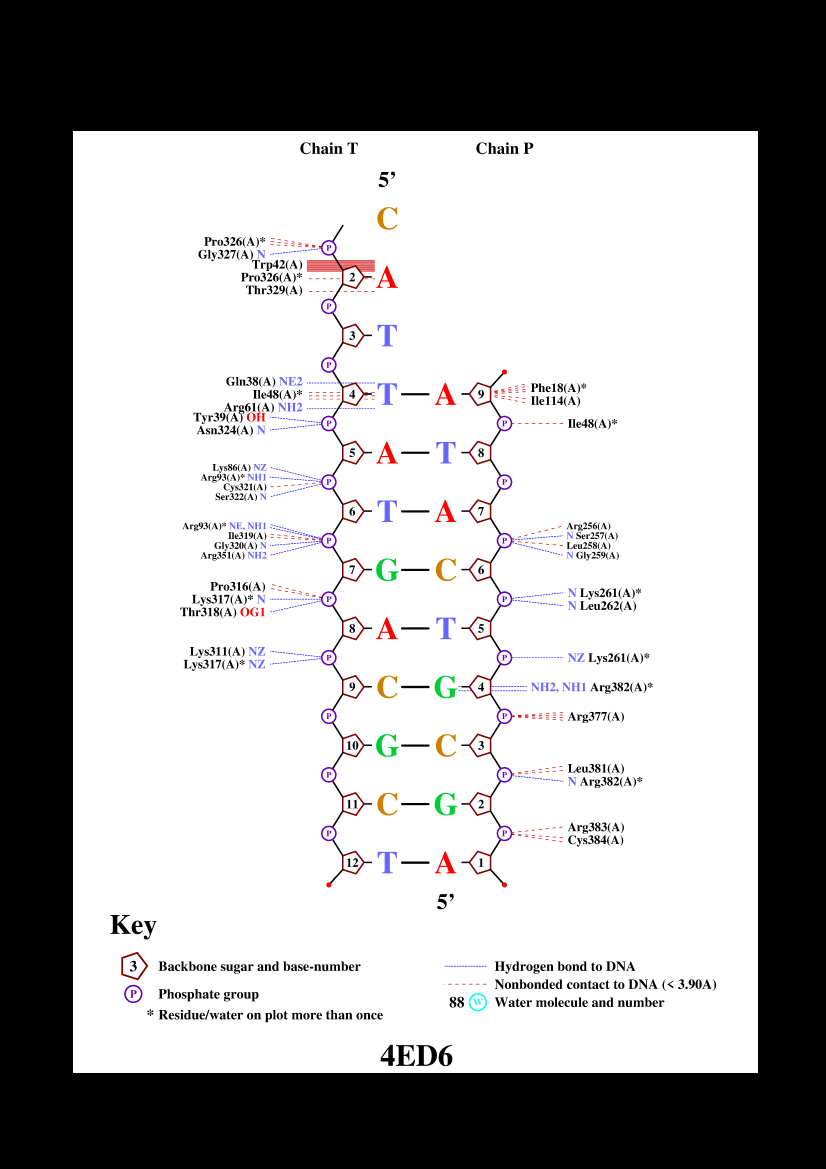 Chain T Chain P
5’
C
Pro326(A)*
P
Gly327(A) N
Trp42(A)
Pro326(A)* 2 A
Thr329(A)
P
3 T
P
Gln38(A) NE2
Phe18(A)*
Ile48(A)* 4 T A 9
Ile114(A)
Arg61(A) NH2
Tyr39(A) OH
P P Ile48(A)*
Asn324(A) N
5 A T 8
Lys86(A) NZ
Arg93(A)* NH1
P P
Cys321(A)
Ser322(A) N
6 T A 7
Arg93(A)* NE, NH1 Arg256(A)
Ile319(A) N Ser257(A)
P P
Gly320(A) N Leu258(A)
Arg351(A) NH2 N Gly259(A)
7 G C 6
Pro316(A)
N Lys261(A)*
Lys317(A)* N P P
N Leu262(A)
Thr318(A) OG1
8 A T 5
Lys311(A) NZ
P P NZ Lys261(A)*
Lys317(A)* NZ
9 C G 4 NH2, NH1 Arg382(A)*
P P Arg377(A)
10 G C 3
Leu381(A)
P P
N Arg382(A)*
11 C G 2
Arg383(A)
P P
Cys384(A)
12 T A 1
5’
Key
3 Backbone sugar and base-number
Hydrogen bond to DNA
Nonbonded contact to DNA (< 3.90A)
P Phosphate group
88 W Water molecule and number
* Residue/water on plot more than once
4ED6